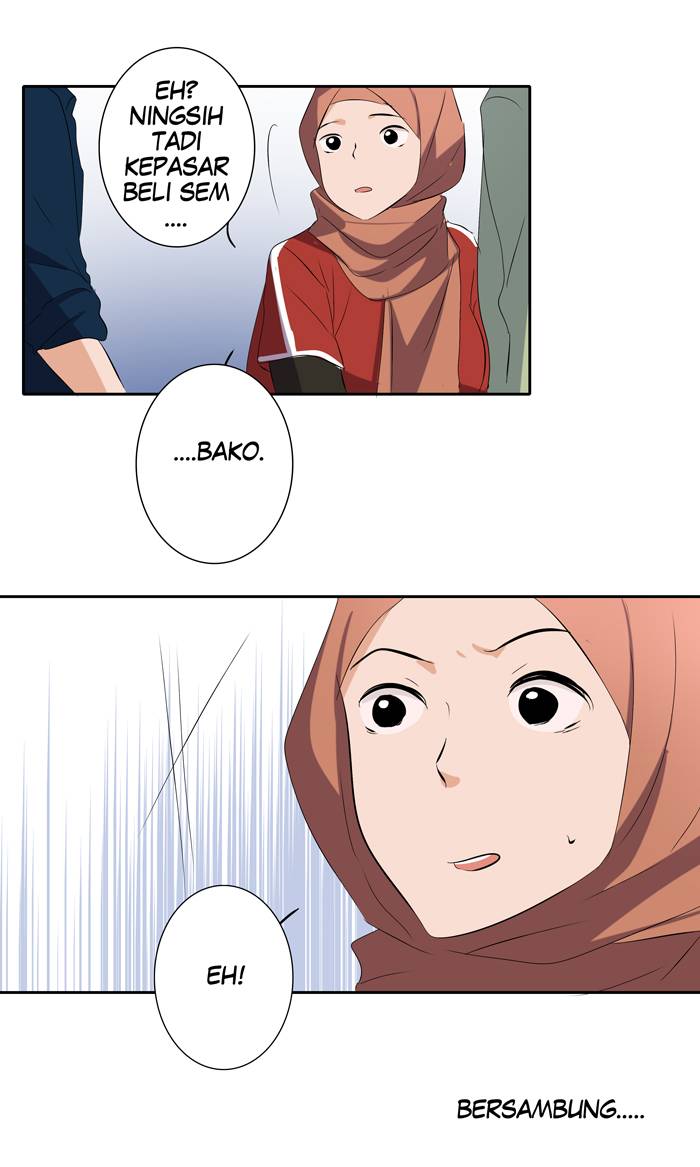 EH?
NINGSIH
TADI
KEPASAR
BELI SEM
....
....BAKO.
EH!
BERSAMBUNG.....